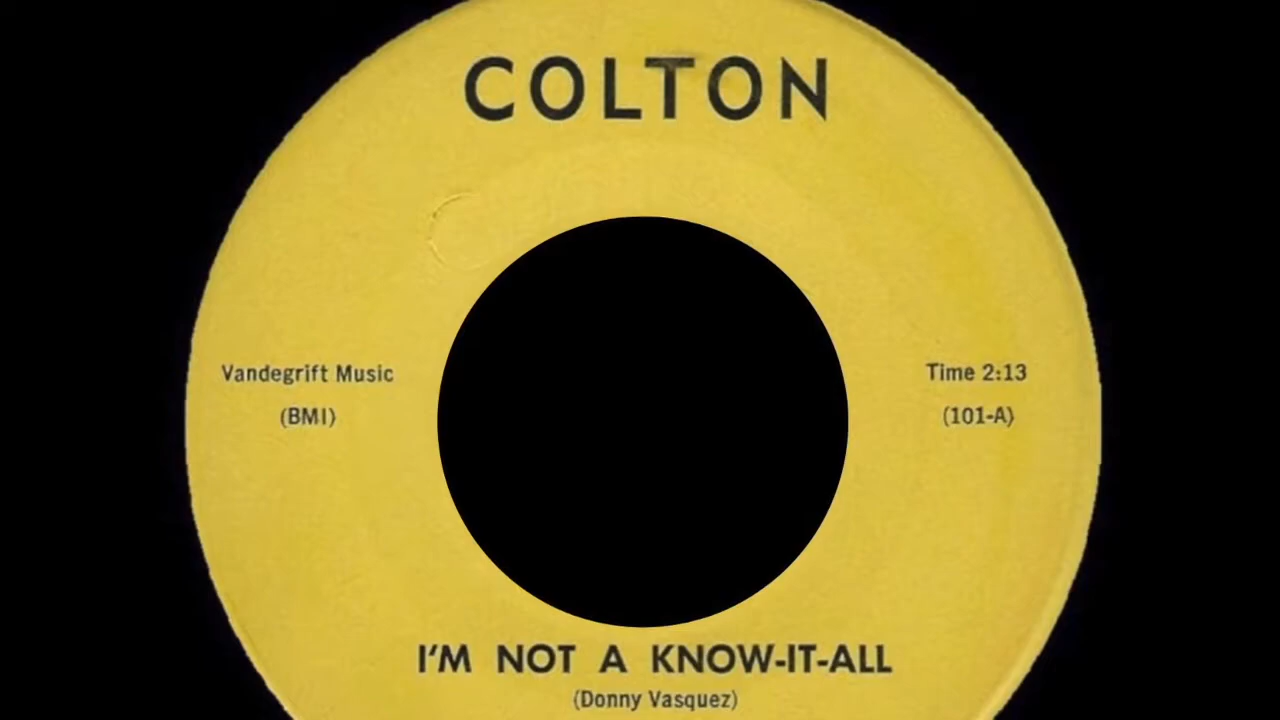 COLTON
Vandegrift Music
(BMI)
Time 2:13
(101-A)
I'M NOT A KNOW-IT-ALL
(Donny Vasquez)